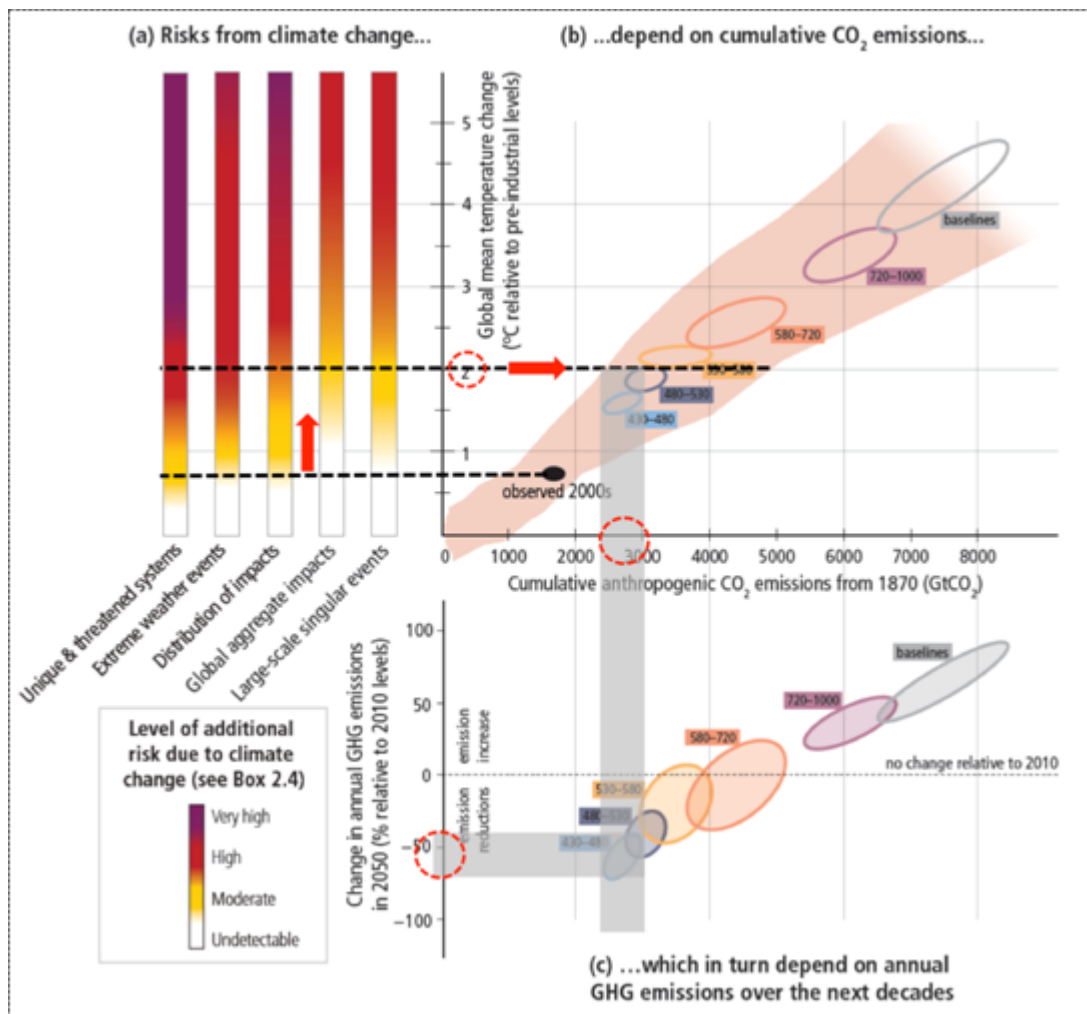 (a) Risks from climate change...
(b) ...depend on cumulative CO₂ emissions...
Global mean temperature change
(°C relative to pre-industrial levels)
5
4
3
2
1
baselines
720–1000
580–720
480–530
430–480
observed 2000s
0
1000
2000
3000
4000
5000
6000
7000
8000
Cumulative anthropogenic CO₂ emissions from 1870 (GtCO₂)
Unique & threatened systems
Extreme weather events
Distribution of impacts
Global aggregate impacts
Large-scale singular events
Level of additional
risk due to climate
change (see Box 2.4)
Very high
High
Moderate
Undetectable
Change in annual GHG emissions
in 2050 (% relative to 2010 levels)
100
50
0
−50
−100
emission
increase
emission
reductions
baselines
720–1000
580–720
530–580
480–530
430–480
no change relative to 2010
(c) ...which in turn depend on annual
GHG emissions over the next decades